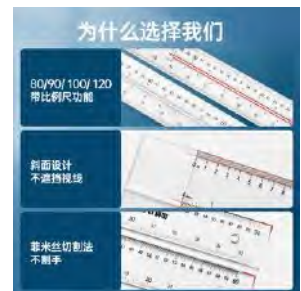 为什么选择我们
80/90/100/120
带比例尺功能
斜面设计
不遮挡视线
菲米丝切割法
不割手